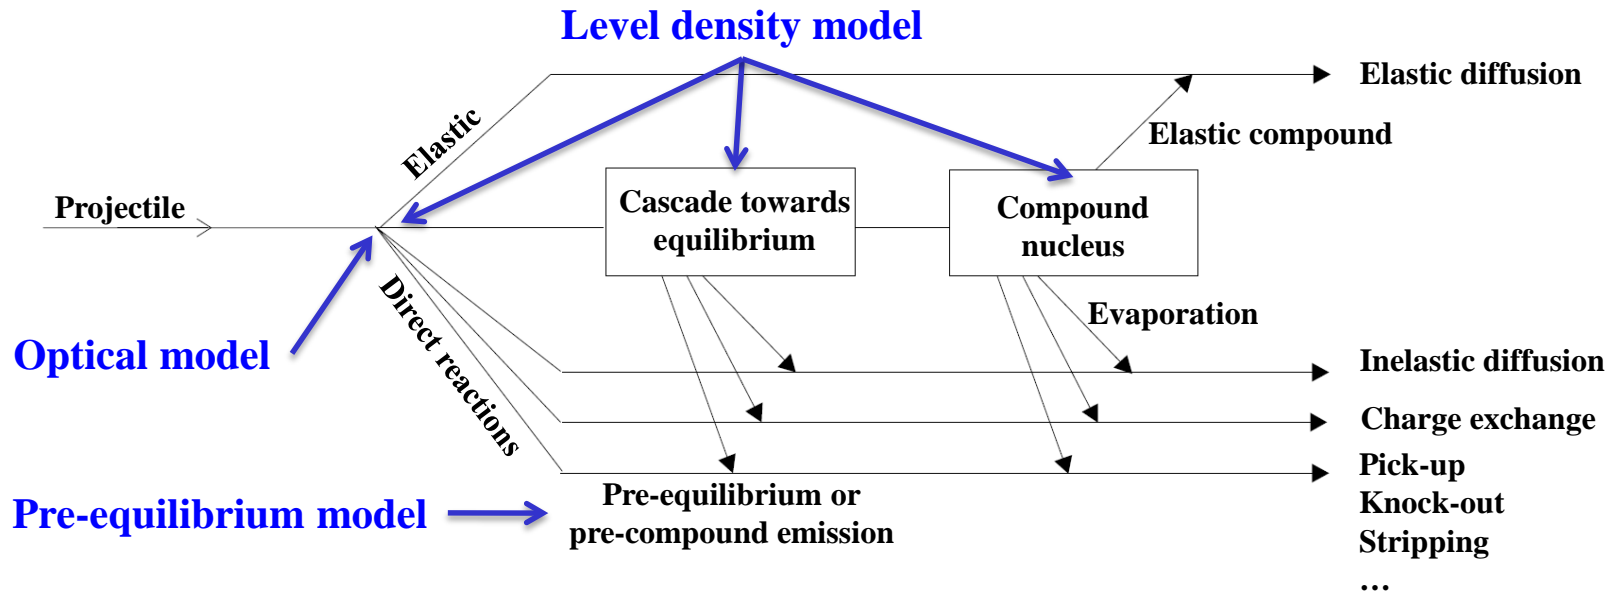 Level density model
Elastic diffusion
Elastic
Elastic compound
Projectile
Cascade towards
equilibrium
Compound
nucleus
Direct reactions
Evaporation
Optical model
Inelastic diffusion
Charge exchange
Pick-up
Knock-out
Stripping
…
Pre-equilibrium model
Pre-equilibrium or
pre-compound emission